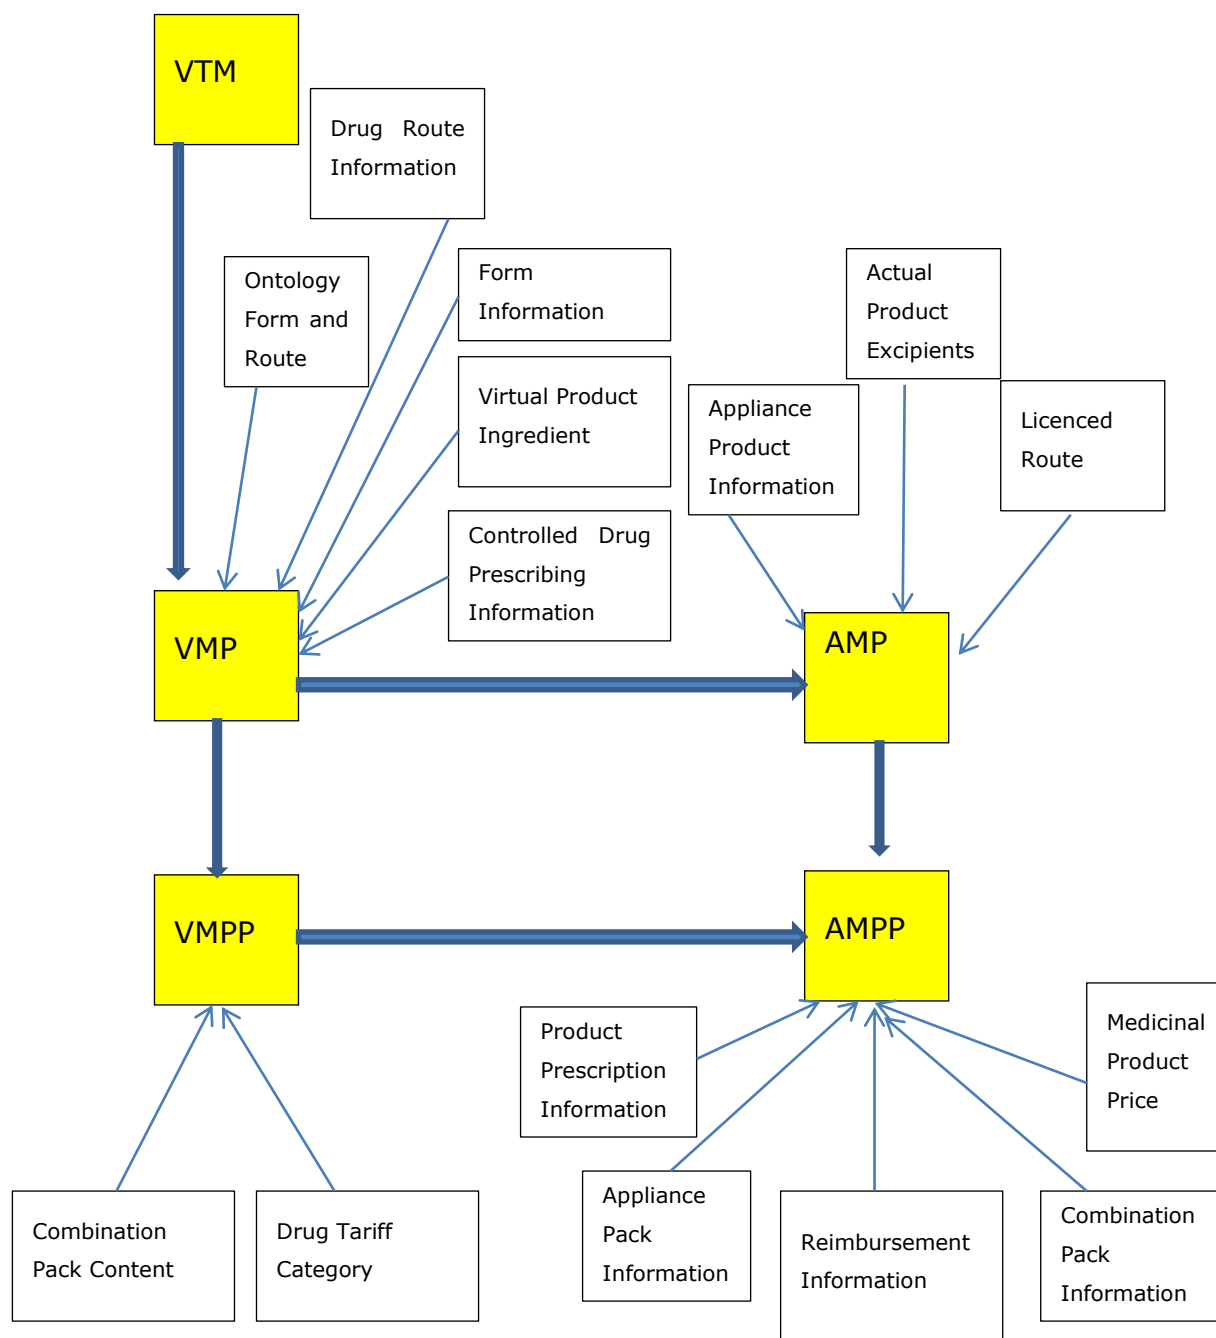 VTM
Drug Route
Information
Ontology
Form and
Route
Form
Information
Actual
Product
Excipients
Virtual Product
Ingredient
Appliance
Product
Information
Licenced
Route
Controlled Drug
Prescribing
Information
VMP
AMP
VMPP
AMPP
Product
Prescription
Information
Medicinal
Product
Price
Combination
Pack Content
Drug Tariff
Category
Appliance
Pack
Information
Reimbursement
Information
Combination
Pack
Information